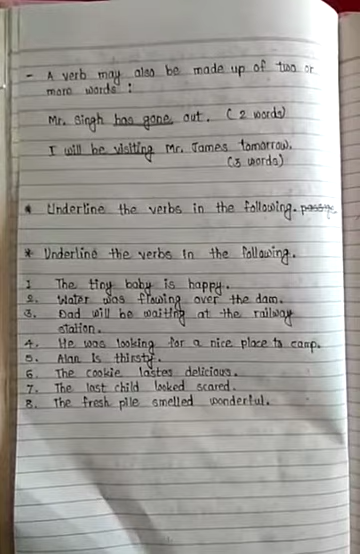 - A verb may also be made up of two or
more words :
Mr. Singh has gone out. (2 words)
I will be visiting Mr. James tomorrow.
(3 words)
* Underline the verbs in the following.
* Underline the verbs in the following.
1 The tiny baby is happy.
2. Water was flowing over the dam.
3. Dad will be waiting at the railway
station.
4. He was looking for a nice place to camp.
5. Alan is thirsty.
6. The cookie tastes delicious.
7. The last child looked scared.
8. The fresh pile smelled wonderful.